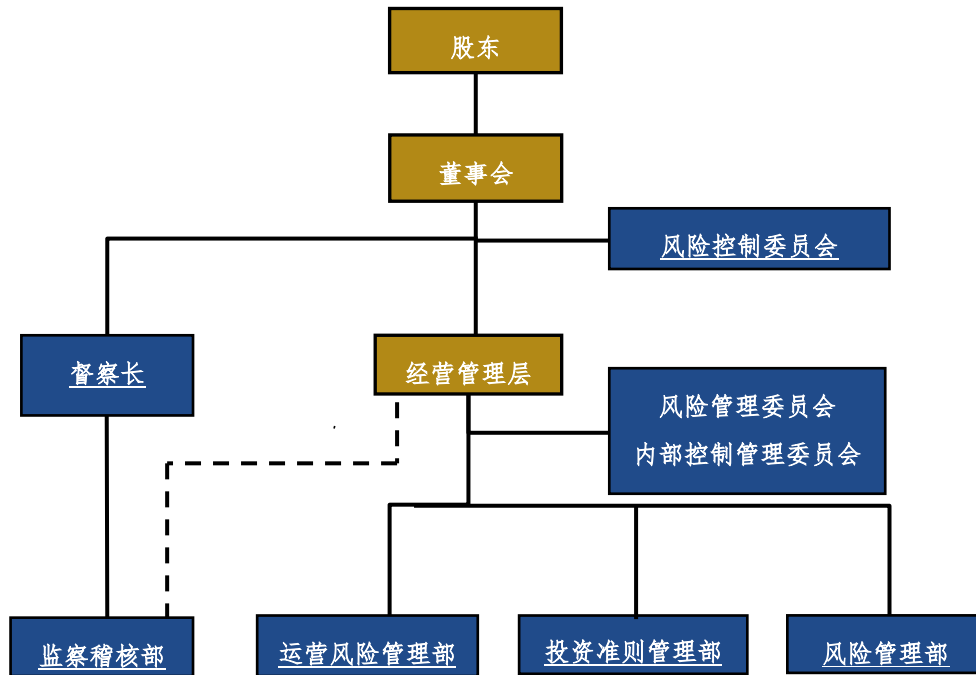 股东
董事会
风险控制委员会
督察长
经营管理层
风险管理委员会
内部控制管理委员会
监察稽核部
运营风险管理部
投资准则管理部
风险管理部